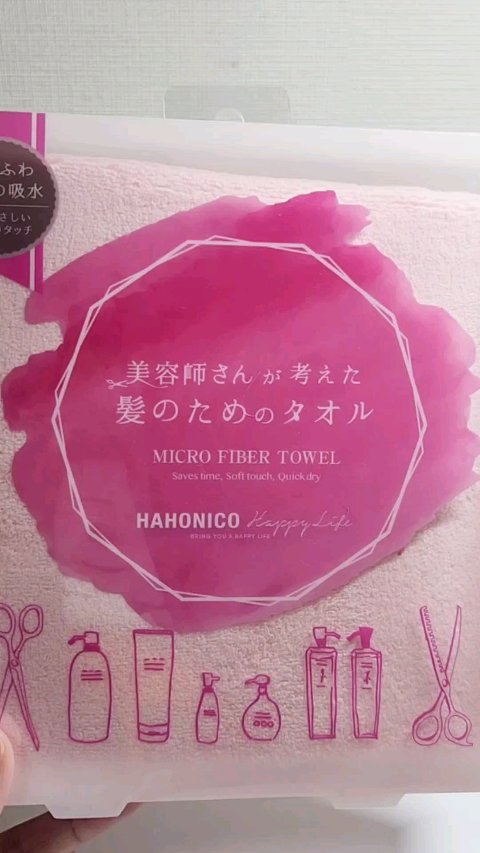 ふわ
の吸水
さしい
タッチ
美容師さんが考えた
髪のためのタオル
MICRO FIBER TOWEL
Saves time, Soft touch, Quick dry
HAHONICO Happy Life
BRING YOU A HAPPY LIFE